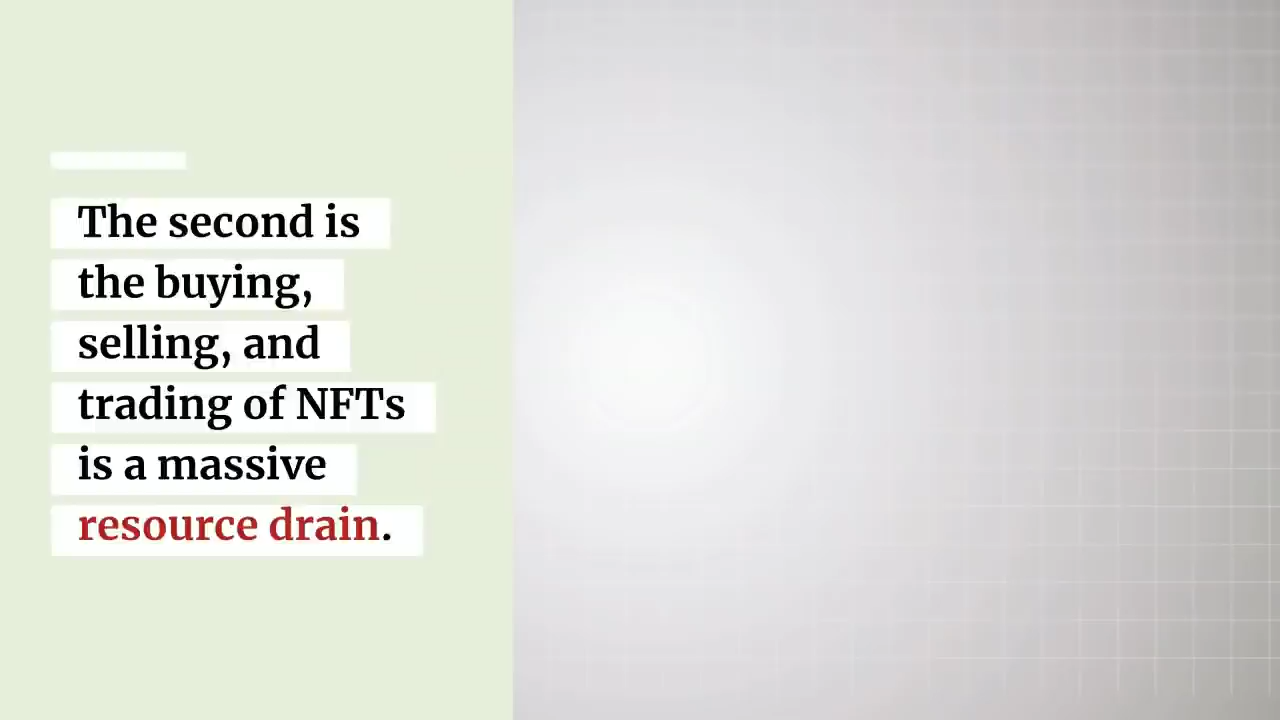 The second is
the buying,
selling, and
trading of NFTs
is a massive
resource drain.